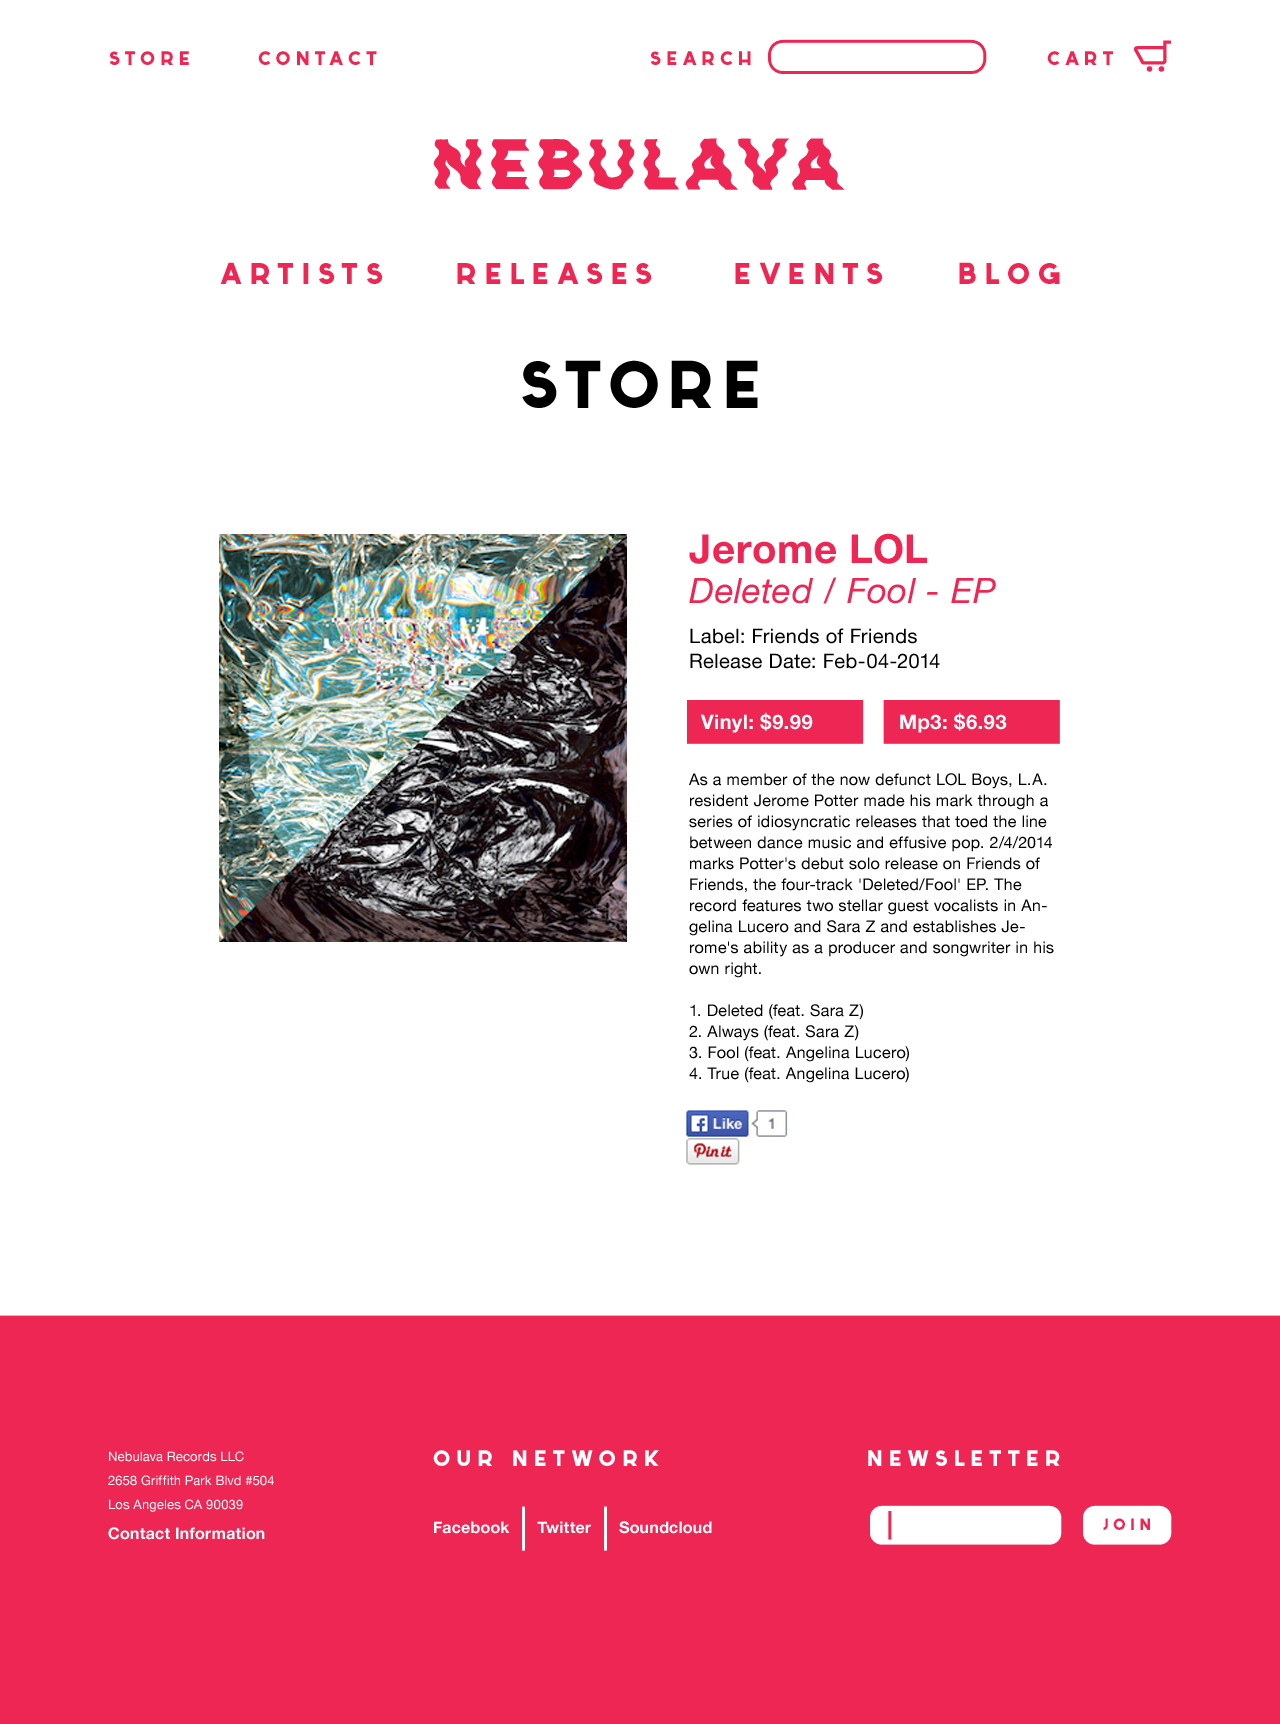 STORE CONTACT SEARCH CART
NEBULAVA
ARTISTS RELEASES EVENTS BLOG
STORE
Jerome LOL
Deleted / Fool - EP
Label: Friends of Friends
Release Date: Feb-04-2014
Vinyl: $9.99 Mp3: $6.93
As a member of the now defunct LOL Boys, L.A.
resident Jerome Potter made his mark through a
series of idiosyncratic releases that toed the line
between dance music and effusive pop. 2/4/2014
marks Potter's debut solo release on Friends of
Friends, the four-track 'Deleted/Fool' EP. The
record features two stellar guest vocalists in An-
gelina Lucero and Sara Z and establishes Je-
rome's ability as a producer and songwriter in his
own right.
1. Deleted (feat. Sara Z)
2. Always (feat. Sara Z)
3. Fool (feat. Angelina Lucero)
4. True (feat. Angelina Lucero)
Like 1
Pin it
Nebulava Records LLC
2658 Griffith Park Blvd #504
Los Angeles CA 90039
Contact Information
OUR NETWORK
Facebook Twitter Soundcloud
NEWSLETTER
JOIN